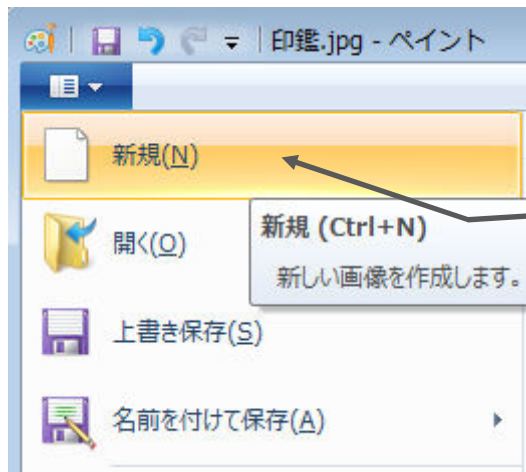 印鑑.jpg - ペイント
新規(N)
新規 (Ctrl+N)
開く(O)
新しい画像を作成します。
上書き保存(S)
名前を付けて保存(A)